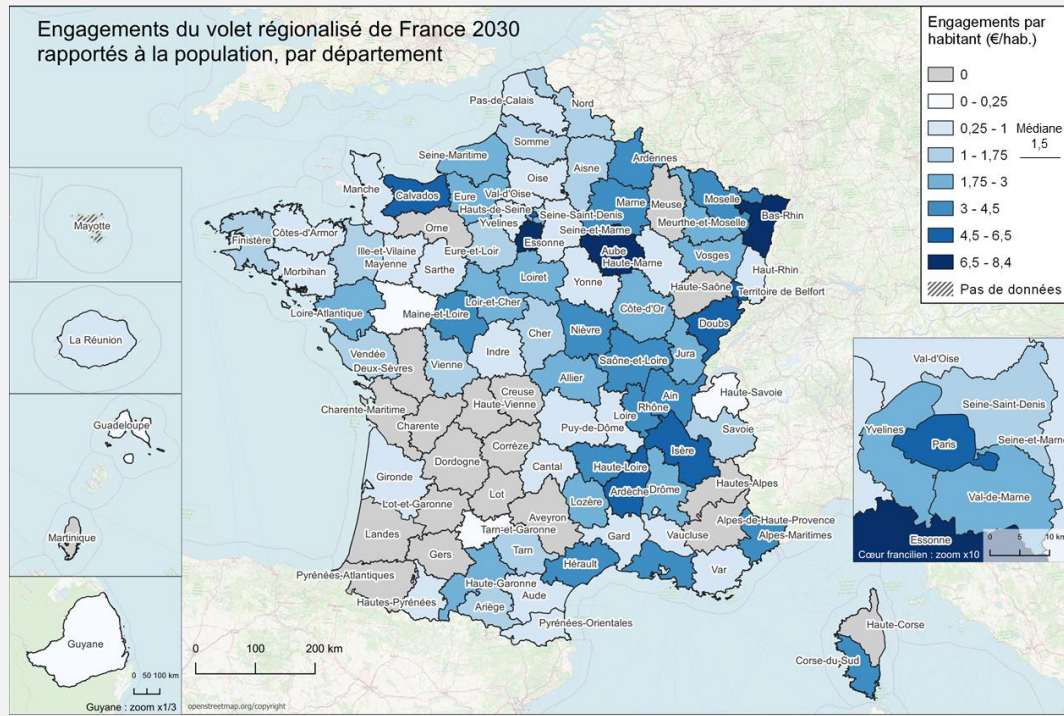 Engagements du volet régionalisé de France 2030
rapportés à la population, par département
Engagements par
habitant (€/hab.)
0
0 - 0,25
0,25 - 1
Médiane
1,5
1 - 1,75
1,75 - 3
3 - 4,5
4,5 - 6,5
6,5 - 8,4
Pas de données
Pas-de-Calais
Nord
Somme
Seine-Maritime
Aisne
Ardennes
Oise
Manche
Calvados
Eure
Val-d'Oise
Hauts-de-Seine
Yvelines
Seine-Saint-Denis
Marne
Meuse
Moselle
Bas-Rhin
Meurthe-et-Moselle
Orne
Essonne
Seine-et-Marne
Finistère
Côtes-d'Armor
Ille-et-Vilaine
Mayenne
Eure-et-Loir
Aube
Haute-Marne
Vosges
Haut-Rhin
Morbihan
Sarthe
Loiret
Yonne
Haute-Saône
Territoire de Belfort
Loire-Atlantique
Maine-et-Loire
Loir-et-Cher
Côte-d'Or
Doubs
Cher
Nièvre
Vendée
Deux-Sèvres
Vienne
Indre
Saône-et-Loire
Jura
Allier
Creuse
Haute-Vienne
Charente-Maritime
Charente
Haute-Savoie
Ain
Rhône
Loire
Puy-de-Dôme
Savoie
Corrèze
Isère
Dordogne
Cantal
Haute-Loire
Gironde
Ardèche
Drôme
Hautes-Alpes
Lot
Lozère
Lot-et-Garonne
Aveyron
Tarn-et-Garonne
Landes
Gard
Vaucluse
Alpes-de-Haute-Provence
Alpes-Maritimes
Gers
Tarn
Hérault
Var
Pyrénées-Atlantiques
Haute-Garonne
Hautes-Pyrénées
Ariège
Aude
Pyrénées-Orientales
Haute-Corse
Corse-du-Sud
0 100 200 km
openstreetmap.org/copyright
Mayotte
La Réunion
Guadeloupe
Martinique
Guyane
0 50 100 km
Guyane : zoom x1/3
Val-d'Oise
Seine-Saint-Denis
Yvelines
Paris
Seine-et-Marne
Val-de-Marne
Essonne
0 5 10 km
Cœur francilien : zoom x10